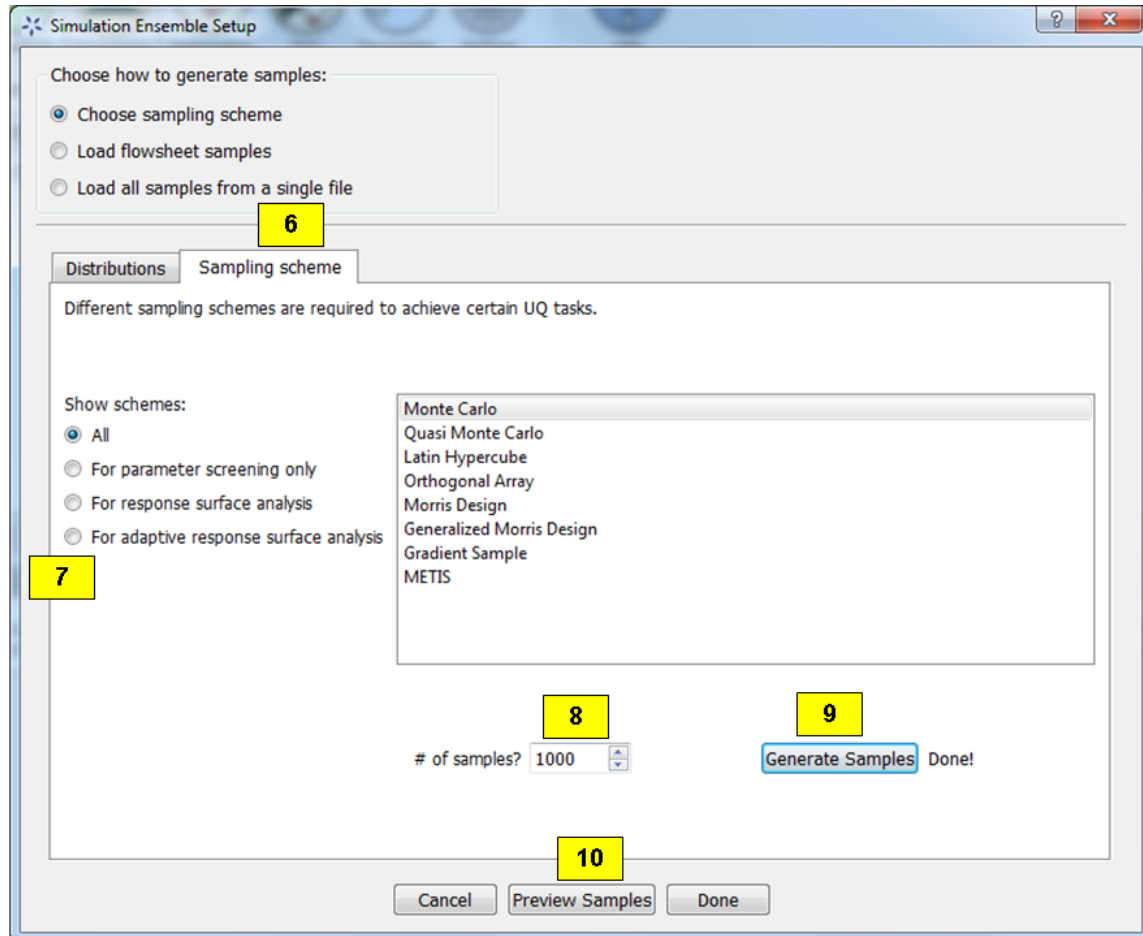 Simulation Ensemble Setup
?
X
Choose how to generate samples:
Choose sampling scheme
Load flowsheet samples
Load all samples from a single file
6
Distributions
Sampling scheme
Different sampling schemes are required to achieve certain UQ tasks.
Show schemes:
All
For parameter screening only
For response surface analysis
For adaptive response surface analysis
7
Monte Carlo
Quasi Monte Carlo
Latin Hypercube
Orthogonal Array
Morris Design
Generalized Morris Design
Gradient Sample
METIS
8
9
# of samples? 1000
Generate Samples Done!
10
Cancel
Preview Samples
Done